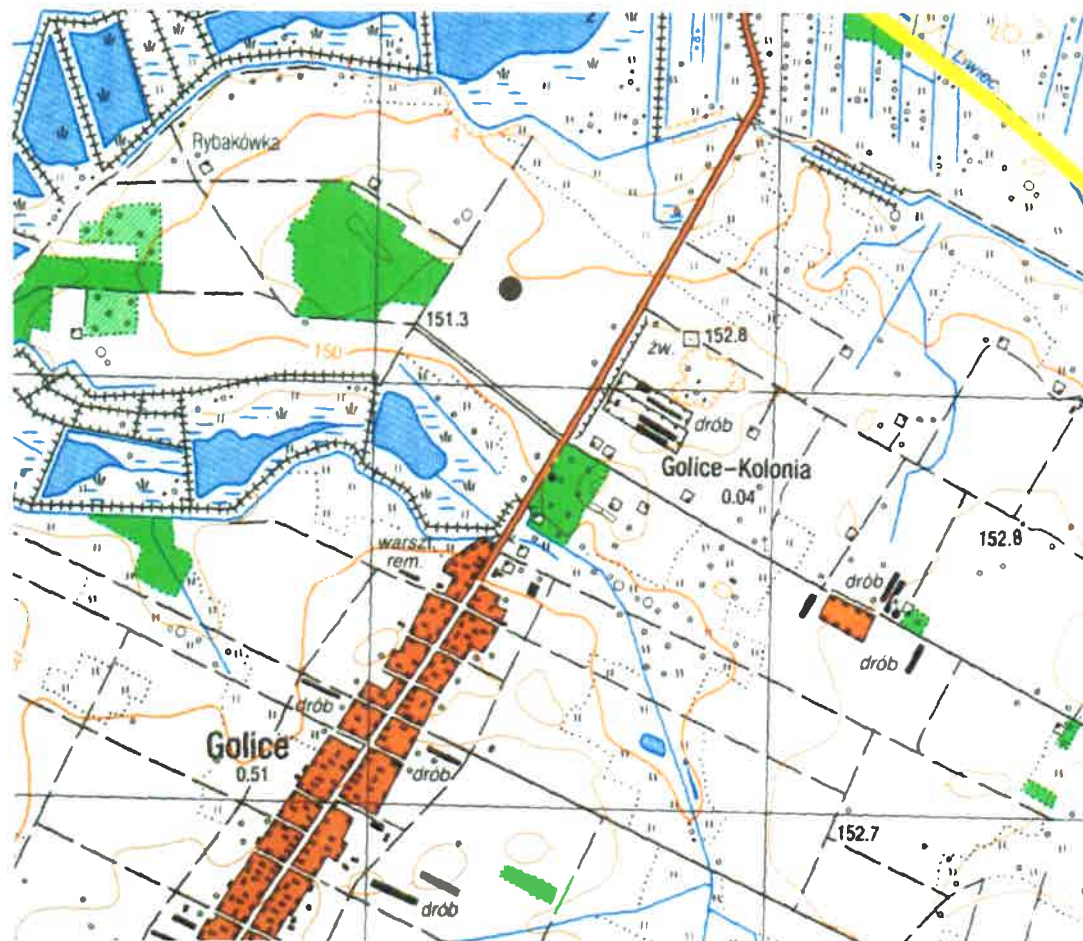 Liwiec
Rybakówka
151.3
150
żw.
152.8
drób
Golice–Kolonia
0.04
152.8
warszt.
rem.
drób
drób
drób
Golice
0.51
drób
152.7
drób